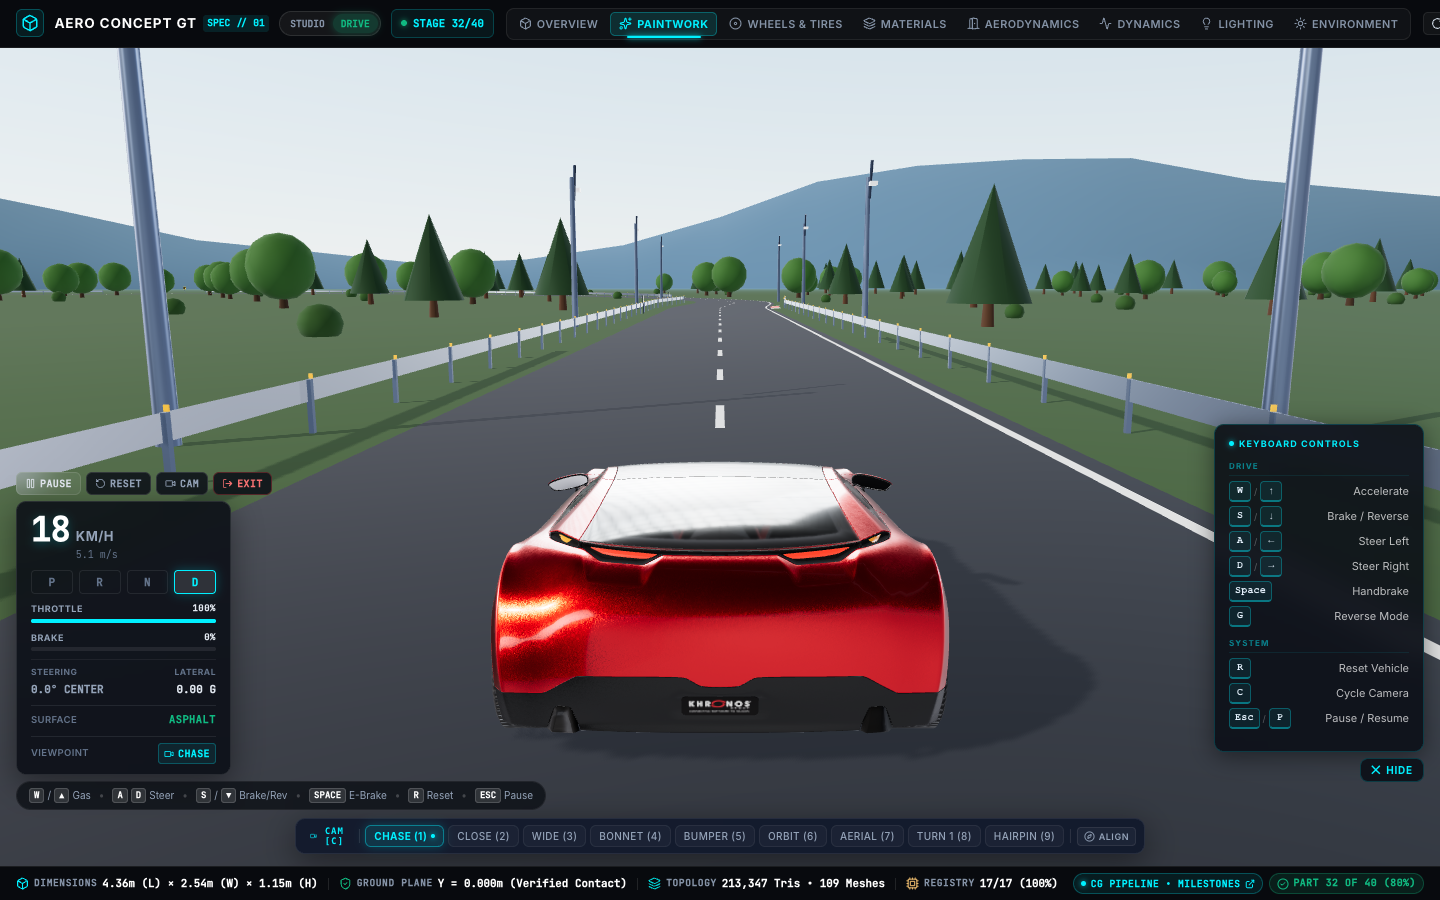 AERO CONCEPT GT SPEC // 01 STUDIO DRIVE STAGE 32/40 OVERVIEW PAINTWORK WHEELS & TIRES MATERIALS AERODYNAMICS DYNAMICS LIGHTING ENVIRONMENT
PAUSE RESET CAM EXIT
18 KM/H
5.1 m/s
P R N D
THROTTLE 100%
BRAKE 0%
STEERING LATERAL
0.0° CENTER 0.00 G
SURFACE ASPHALT
VIEWPOINT CHASE
W / ▲ Gas • A D Steer • S / ▼ Brake/Rev • SPACE E-Brake • R Reset • ESC Pause
KHRONOS
KEYBOARD CONTROLS
DRIVE
W / ↑ Accelerate
S / ↓ Brake / Reverse
A / ← Steer Left
D / → Steer Right
Space Handbrake
G Reverse Mode
SYSTEM
R Reset Vehicle
C Cycle Camera
Esc / P Pause / Resume
HIDE
CAM [C] CHASE (1) CLOSE (2) WIDE (3) BONNET (4) BUMPER (5) ORBIT (6) AERIAL (7) TURN 1 (8) HAIRPIN (9) ALIGN
DIMENSIONS 4.36m (L) × 2.54m (W) × 1.15m (H) GROUND PLANE Y = 0.000m (Verified Contact) TOPOLOGY 213,347 Tris • 109 Meshes REGISTRY 17/17 (100%) CG PIPELINE • MILESTONES PART 32 OF 40 (80%)